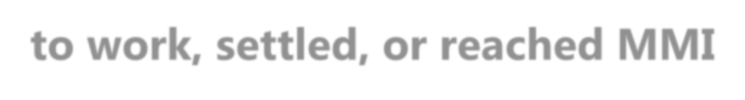 to work, settled, or reached MMI